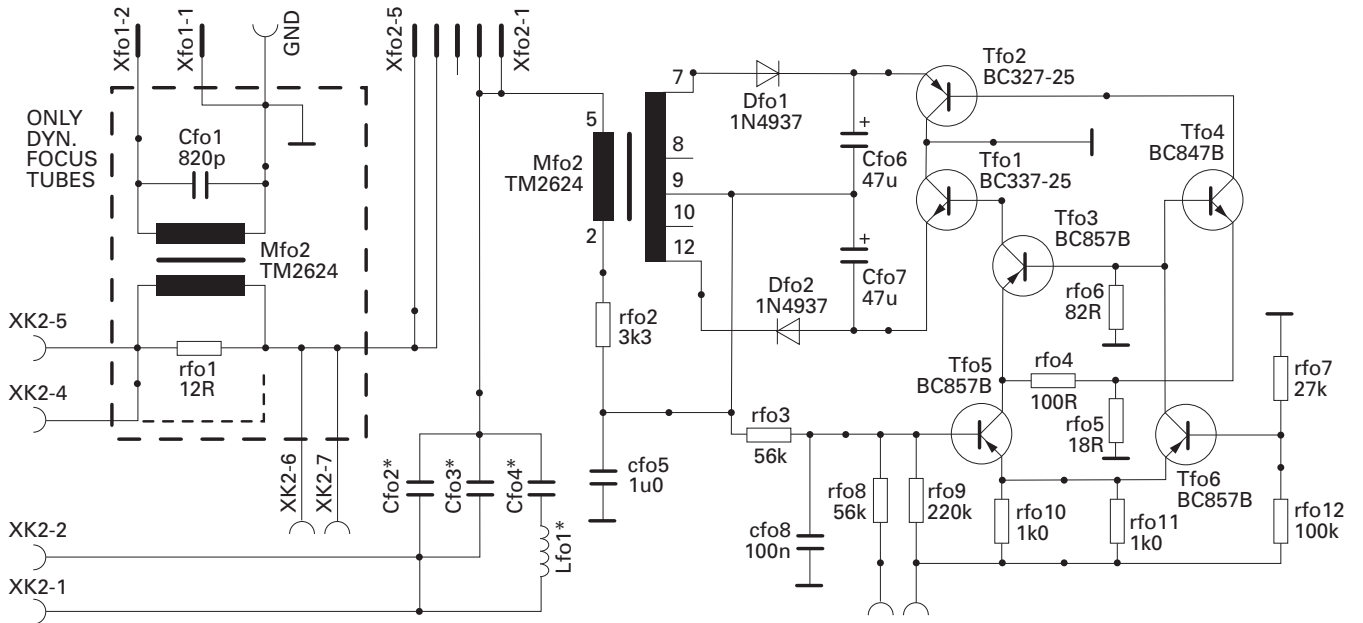 Xfo1-2
Xfo1-1
GND
Xfo2-5
Xfo2-1
ONLY
DYN.
FOCUS
TUBES
Cfo1
820p
Mfo2
TM2624
XK2-5
rfo1
12R
XK2-4
XK2-6
XK2-7
XK2-2
XK2-1
Cfo2*
Cfo3*
Cfo4*
Lfo1*
5
Mfo2
TM2624
2
7
8
9
10
12
rfo2
3k3
cfo5
1u0
Dfo1
1N4937
Dfo2
1N4937
+
Cfo6
47u
+
Cfo7
47u
Tfo2
BC327-25
Tfo1
BC337-25
Tfo4
BC847B
Tfo3
BC857B
rfo6
82R
Tfo5
BC857B
rfo4
100R
rfo5
18R
rfo7
27k
rfo3
56k
Tfo6
BC857B
rfo8
56k
rfo9
220k
cfo8
100n
rfo10
1k0
rfo11
1k0
rfo12
100k